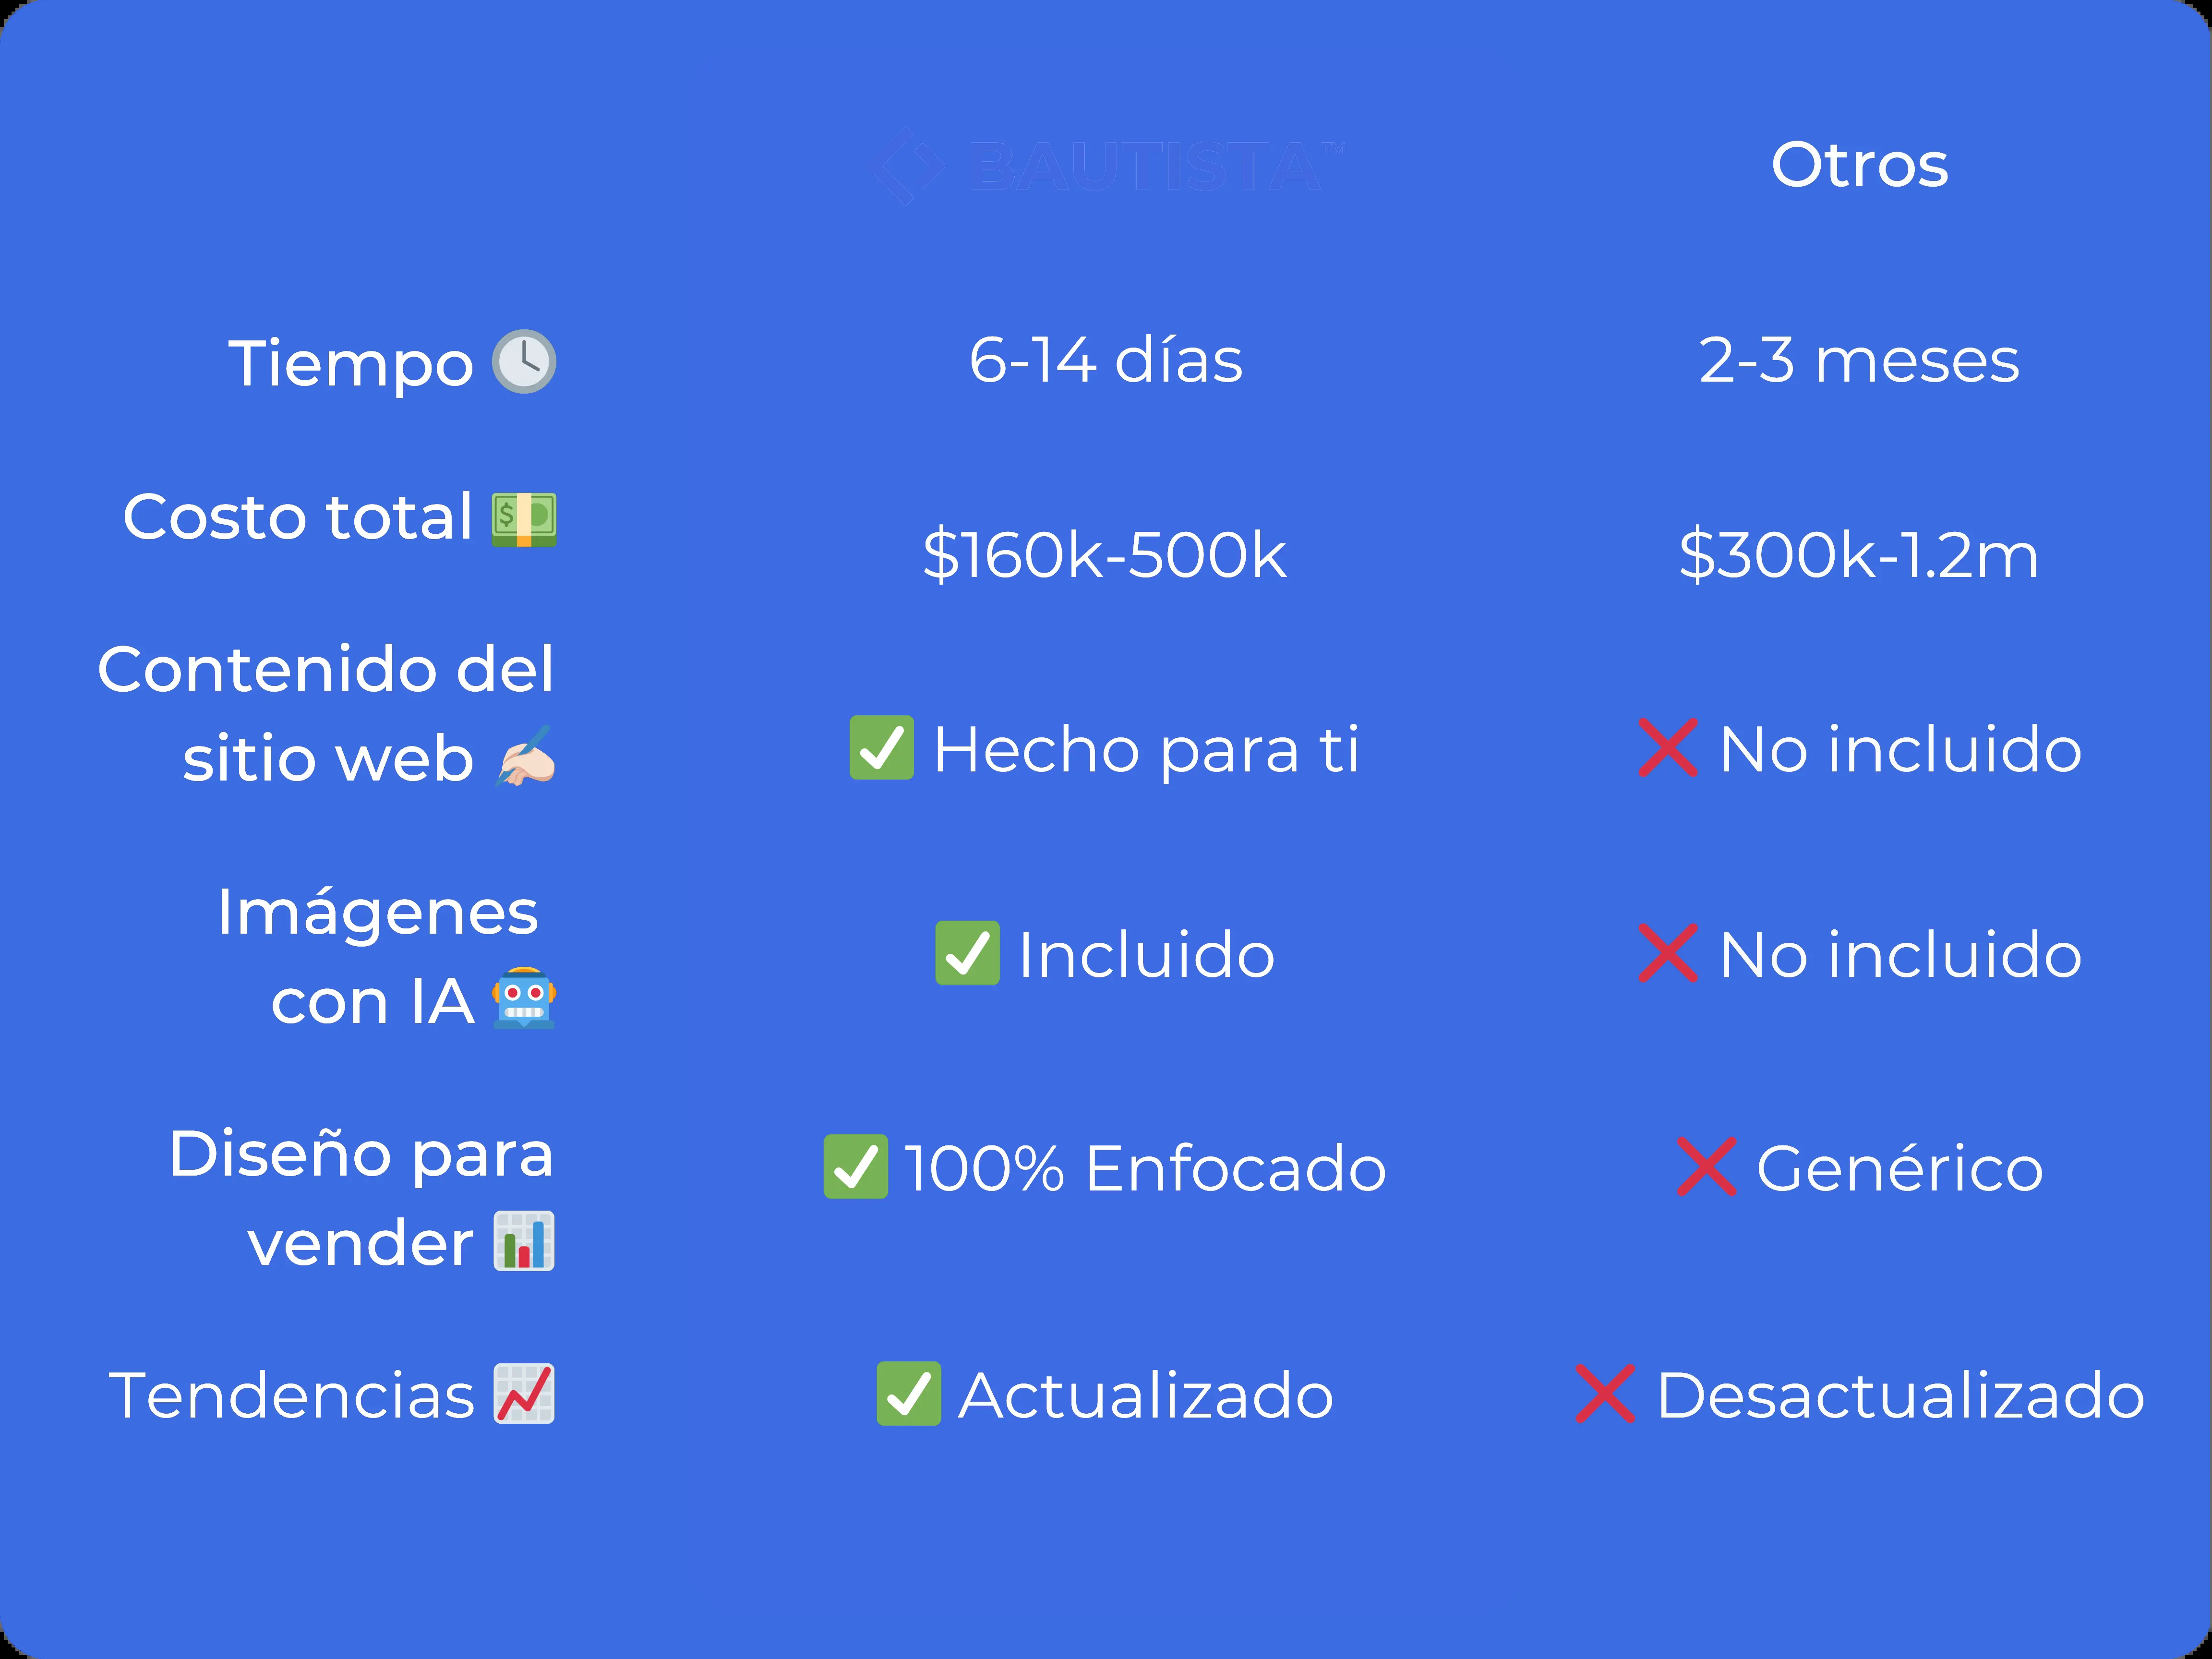 BAUTISTA™ Otros
Tiempo 🕓 6-14 días 2-3 meses
Costo total 💵 $160k-500k $300k-1.2m
Contenido del
sitio web ✍🏻 ✅ Hecho para ti ❌ No incluido
Imágenes
con IA 🤖 ✅ Incluido ❌ No incluido
Diseño para
vender 📊 ✅ 100% Enfocado ❌ Genérico
Tendencias 📈 ✅ Actualizado ❌ Desactualizado